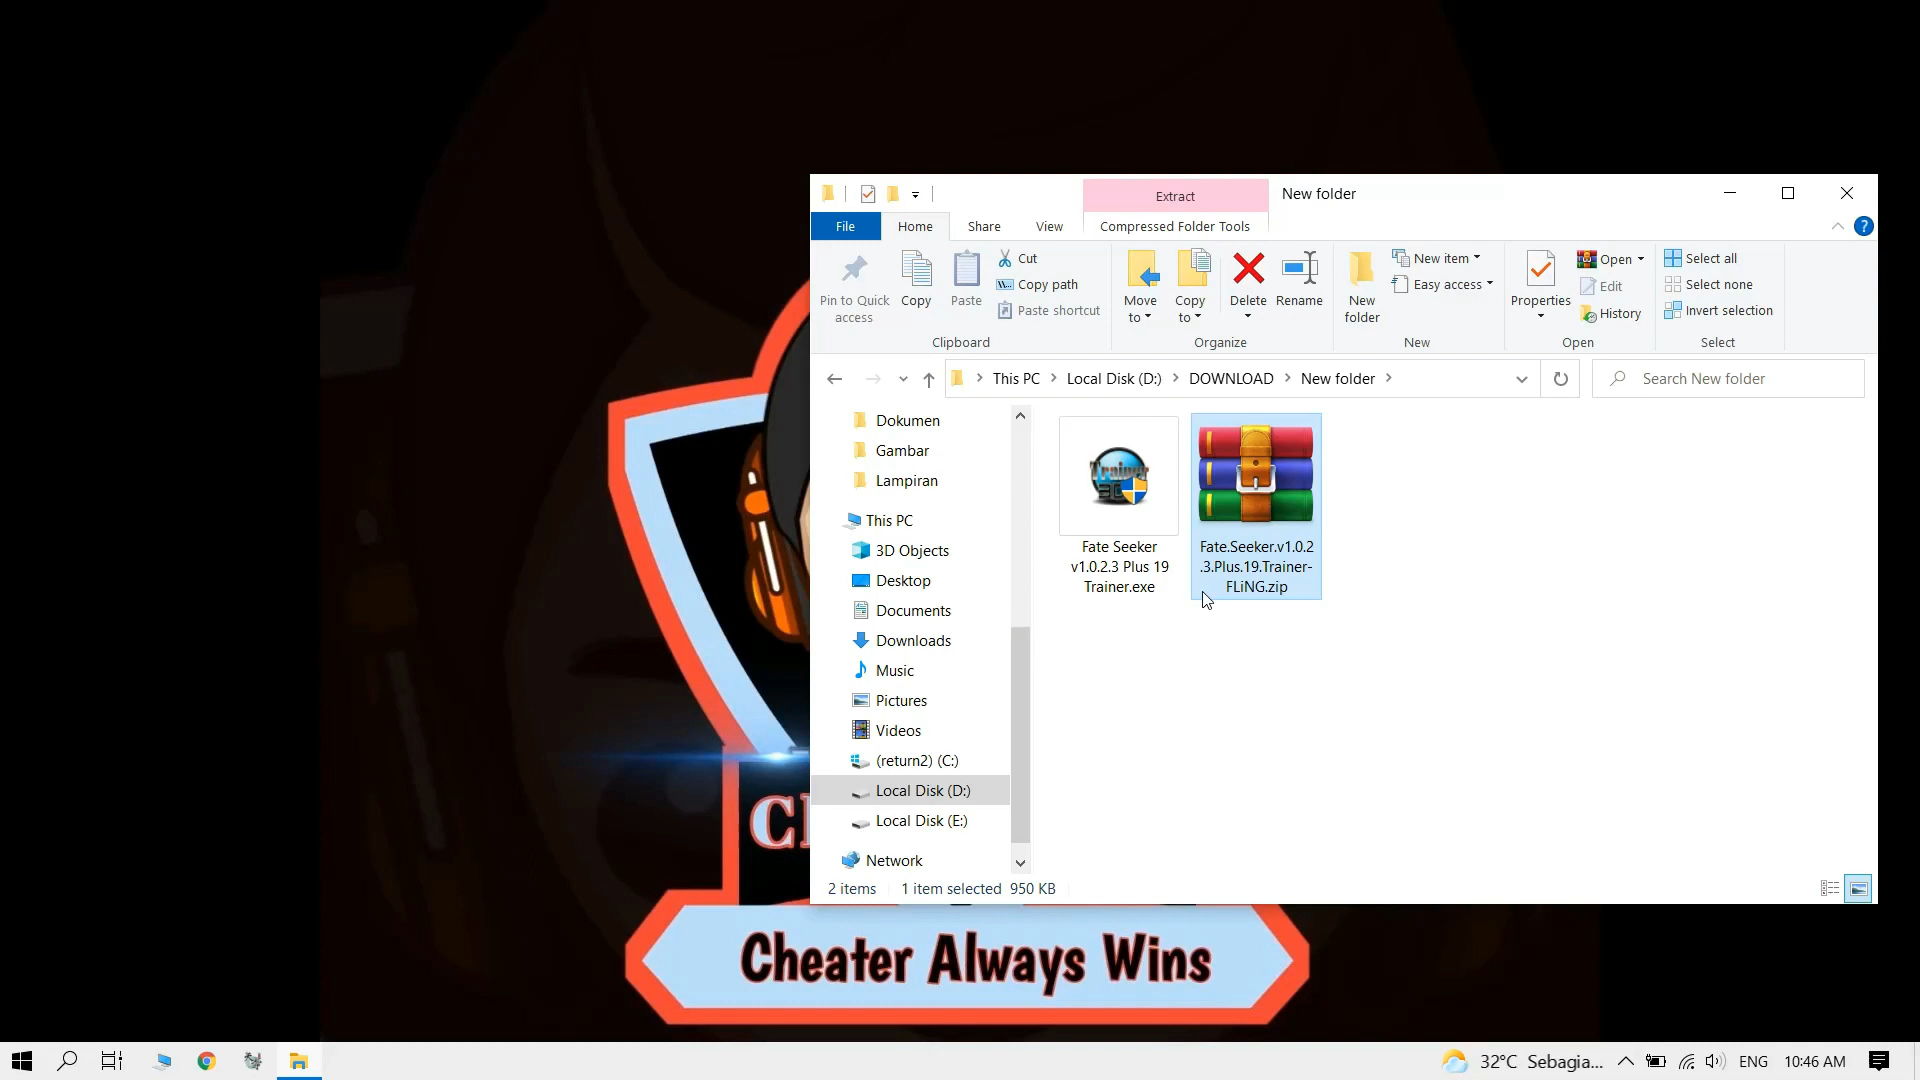 Extract
New folder
File
Home
Share
View
Compressed Folder Tools
Pin to Quick
access
Copy
Paste
Cut
Copy path
Paste shortcut
Clipboard
Move
to
Copy
to
Delete
Rename
Organize
New
folder
New item
Easy access
New
Properties
Open
Edit
History
Open
Select all
Select none
Invert selection
Select
This PC
Local Disk (D:)
DOWNLOAD
New folder
Search New folder
Dokumen
Gambar
Lampiran
This PC
3D Objects
Desktop
Documents
Downloads
Music
Pictures
Videos
(return2) (C:)
Local Disk (D:)
Local Disk (E:)
Network
Trainer
Fate Seeker
v1.0.2.3 Plus 19
Trainer.exe
Fate.Seeker.v1.0.2
.3.Plus.19.Trainer-
FLiNG.zip
2 items
1 item selected 950 KB
Cheater Always Wins
32°C Sebagia...
ENG
10:46 AM